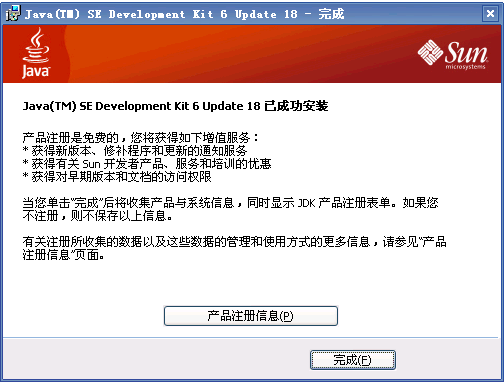 Java(TM) SE Development Kit 6 Update 18 - 完成
Java
Sun
microsystems
Java(TM) SE Development Kit 6 Update 18 已成功安装
产品注册是免费的，您将获得如下增值服务：
* 获得新版本、修补程序和更新的通知服务
* 获得有关 Sun 开发者产品、服务和培训的优惠
* 获得对早期版本和文档的访问权限
当您单击“完成”后将收集产品与系统信息，同时显示 JDK 产品注册表单。如果您
不注册，则不保存以上信息。
有关注册所收集的数据以及这些数据的管理和使用方式的更多信息，请参见“产品
注册信息”页面。
产品注册信息(P)
完成(F)